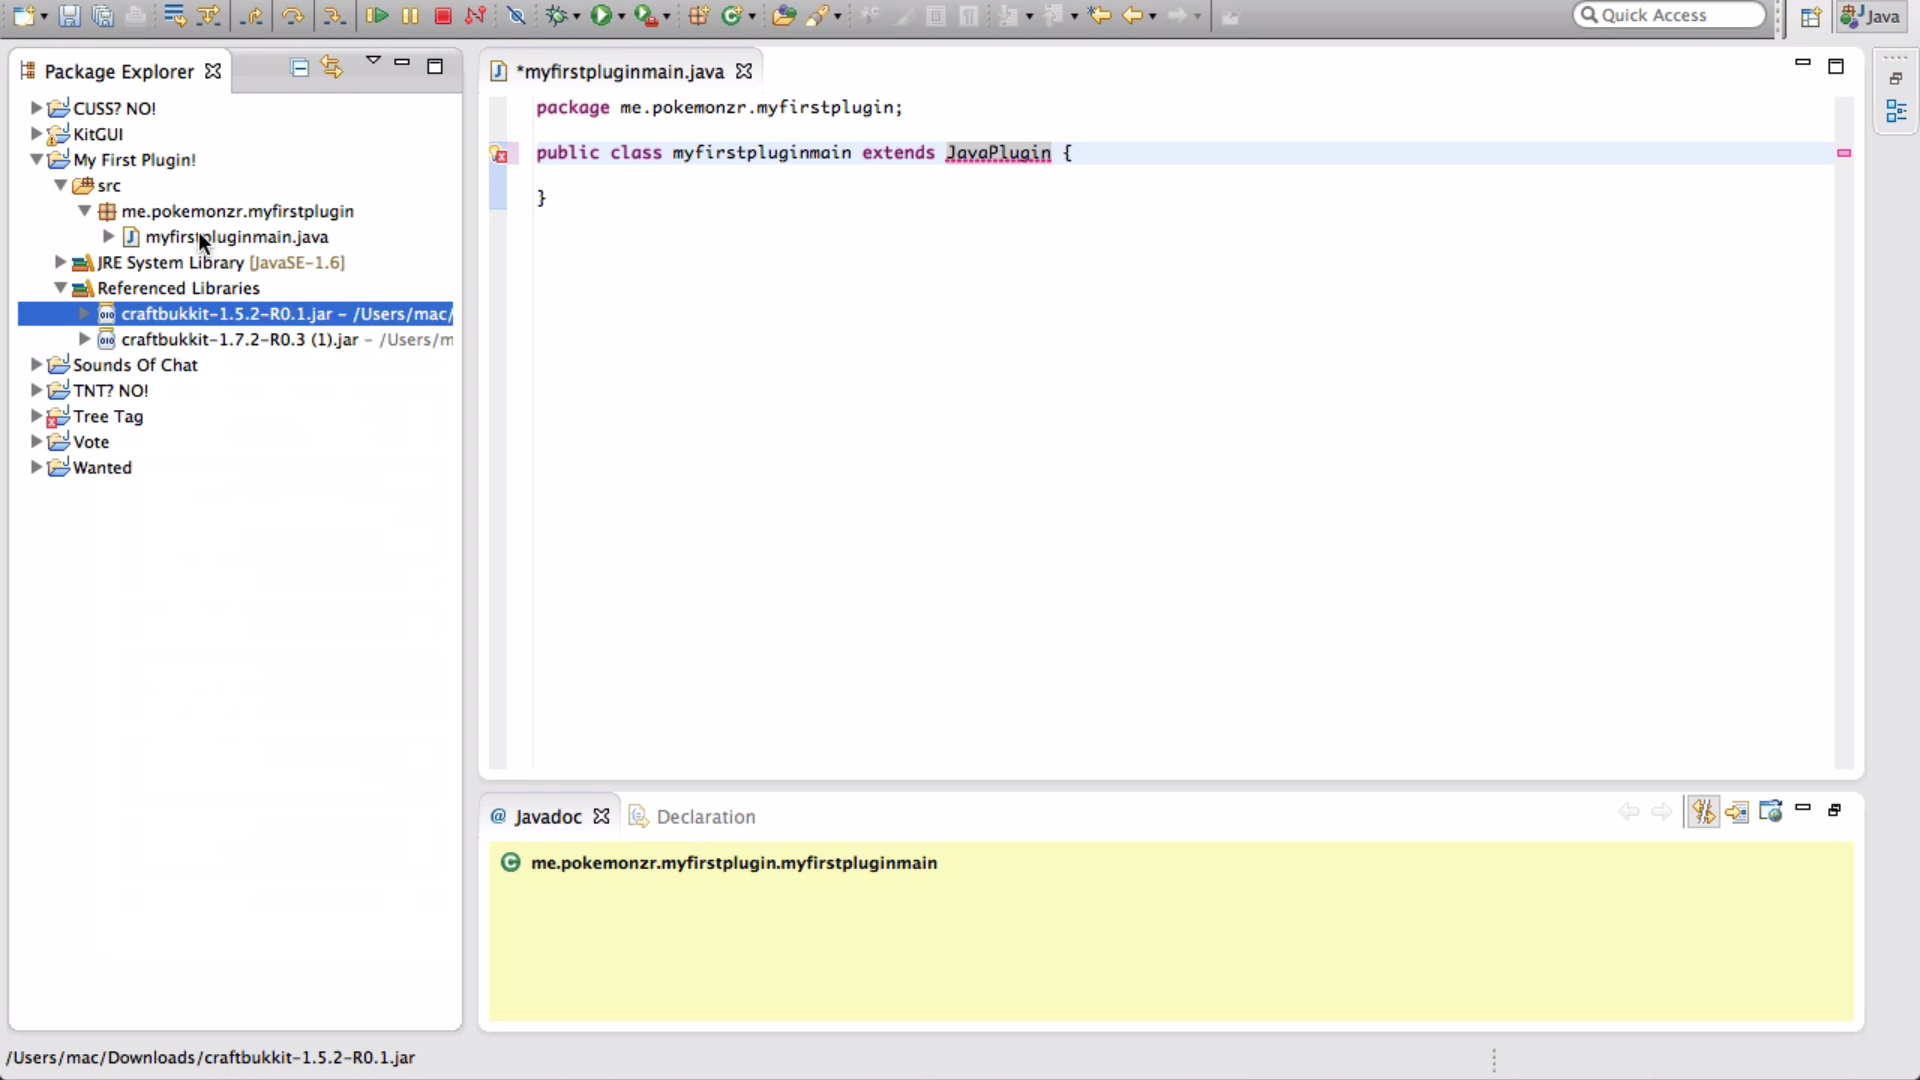 Quick Access
Java
Package Explorer
CUSS? NO!
KitGUI
My First Plugin!
src
me.pokemonzr.myfirstplugin
myfirstpluginmain.java
JRE System Library [JavaSE-1.6]
Referenced Libraries
craftbukkit-1.5.2-R0.1.jar - /Users/mac/
craftbukkit-1.7.2-R0.3 (1).jar - /Users/m
Sounds Of Chat
TNT? NO!
Tree Tag
Vote
Wanted
*myfirstpluginmain.java
package me.pokemonzr.myfirstplugin;
public class myfirstpluginmain extends JavaPlugin {
}
@ Javadoc
Declaration
me.pokemonzr.myfirstplugin.myfirstpluginmain
/Users/mac/Downloads/craftbukkit-1.5.2-R0.1.jar